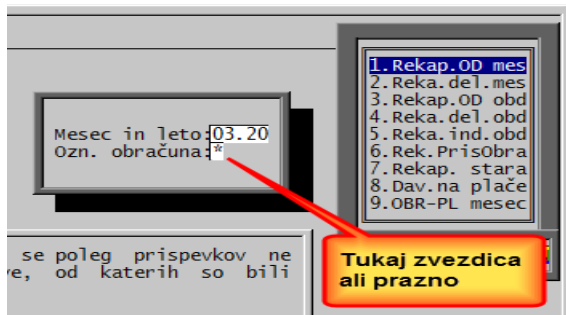 1.Rekap.OD mes
2.Reka.del.mes
3.Rekap.OD obd
4.Reka.del.obd
5.Reka.ind.obd
6.Rek.PrisObra
7.Rekap. stara
8.Dav.na plače
9.OBR-PL mesec
Mesec in leto:03.20
Ozn. obračuna:*
se poleg prispevkov ne
ve, od katerih so bili
Tukaj zvezdica
ali prazno